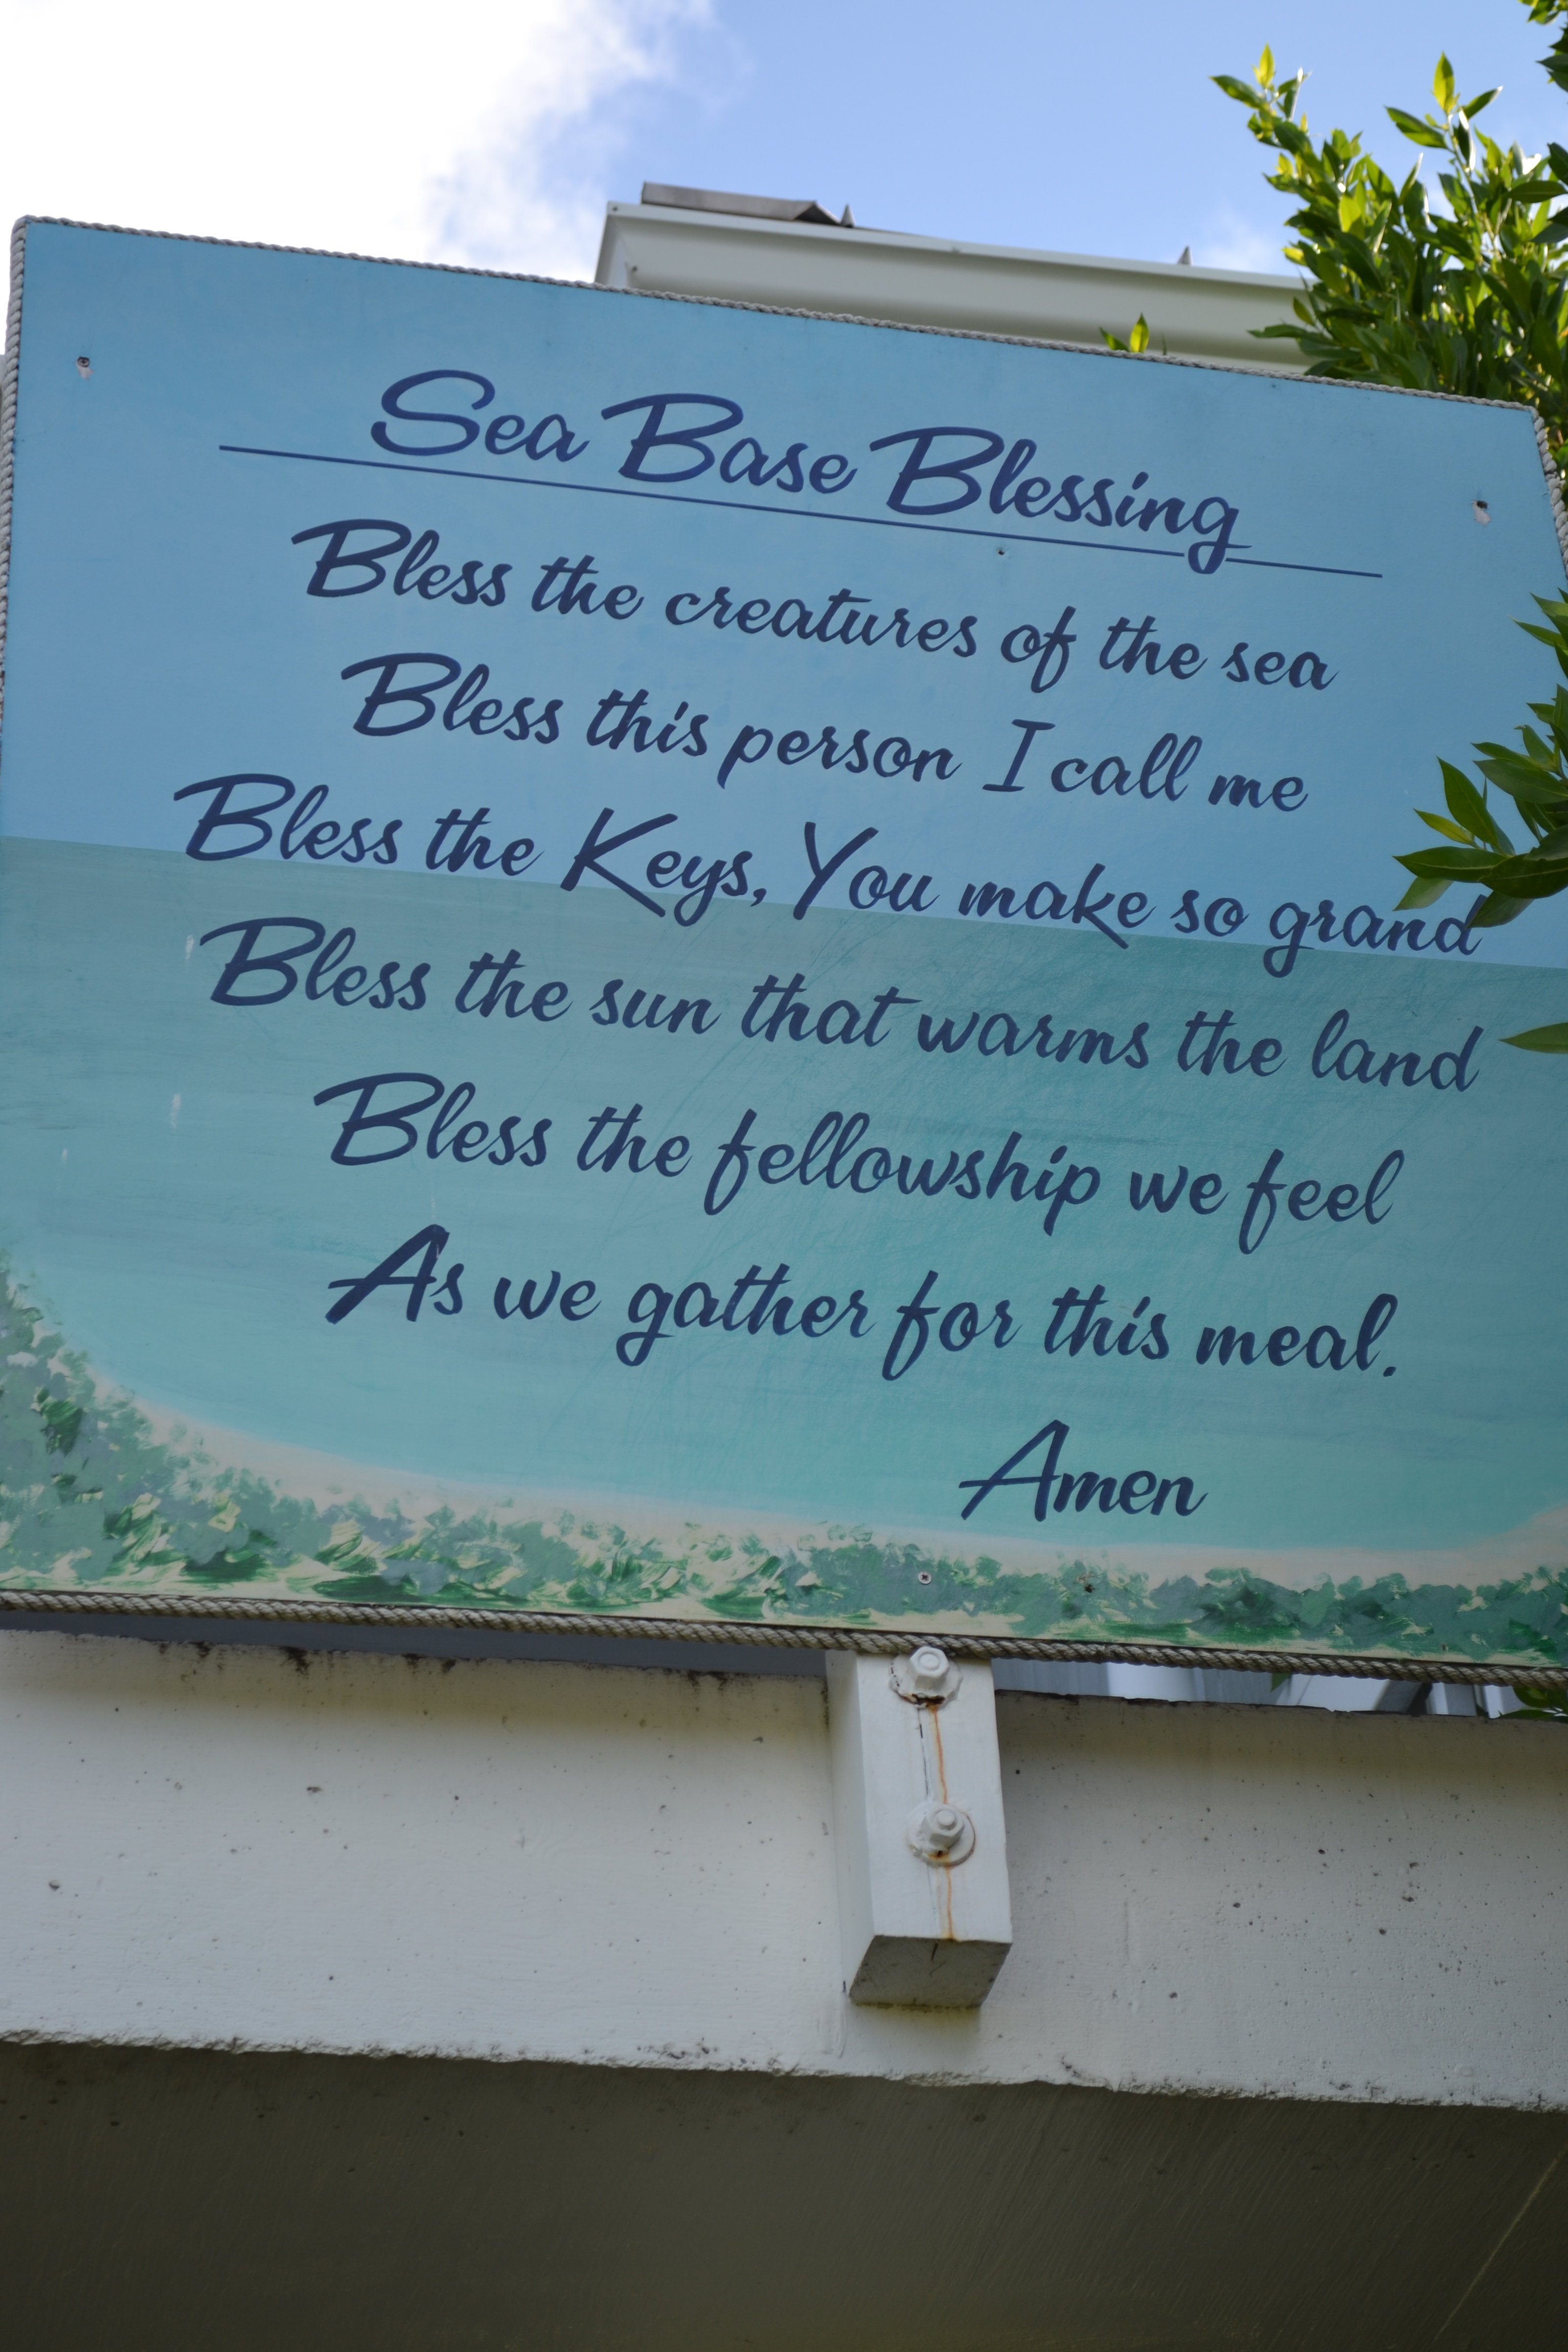 Sea Base Blessing
Bless the creatures of the sea
Bless this person I call me
Bless the Keys, You make so grand
Bless the sun that warms the land
Bless the fellowship we feel
As we gather for this meal.
Amen